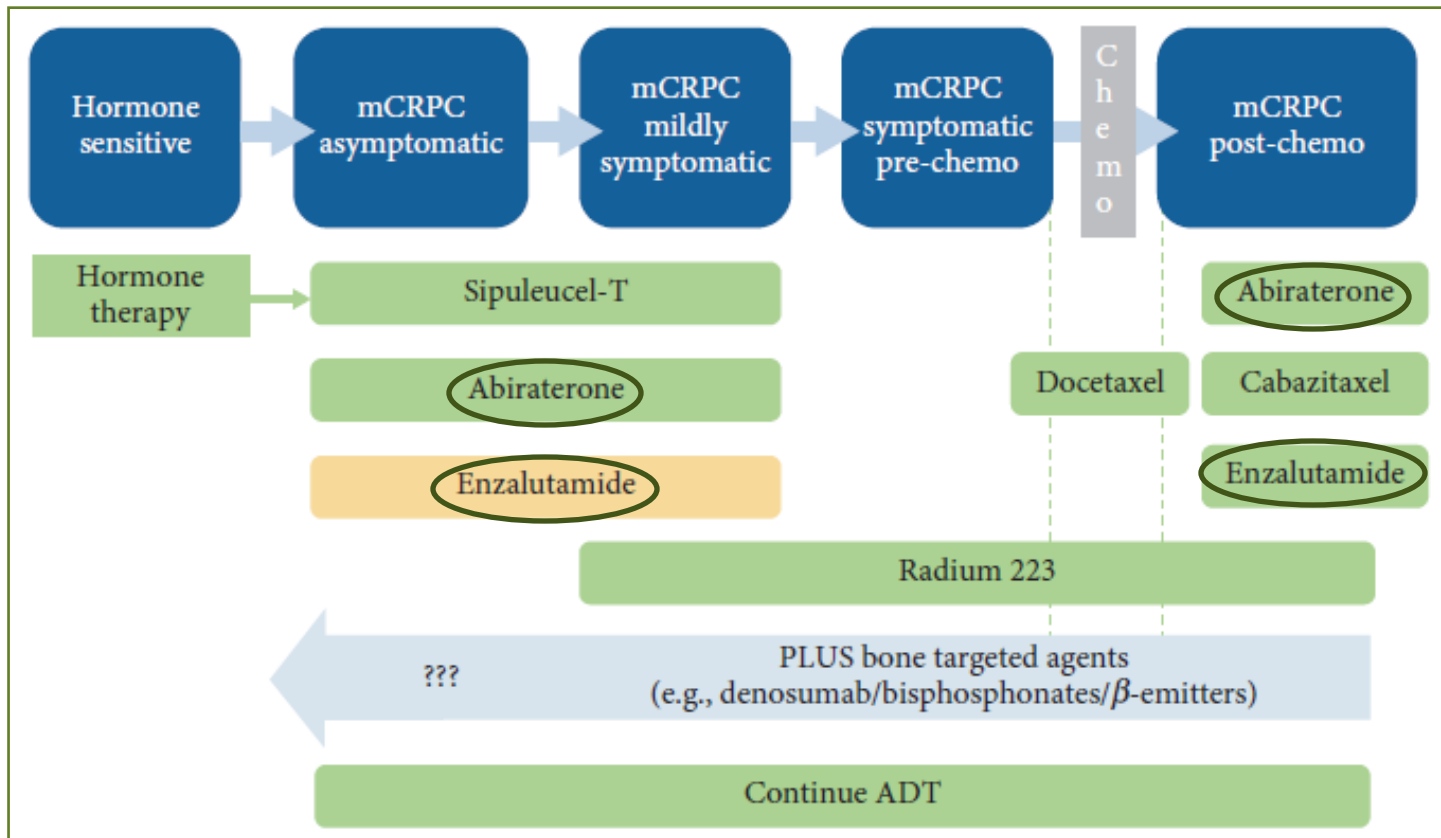 Hormone
sensitive
mCRPC
asymptomatic
mCRPC
mildly
symptomatic
mCRPC
symptomatic
pre-chemo
Chemo
mCRPC
post-chemo
Hormone
therapy
Sipuleucel-T
Abiraterone
Abiraterone
Docetaxel
Cabazitaxel
Enzalutamide
Enzalutamide
Radium 223
???
PLUS bone targeted agents
(e.g., denosumab/bisphosphonates/β-emitters)
Continue ADT